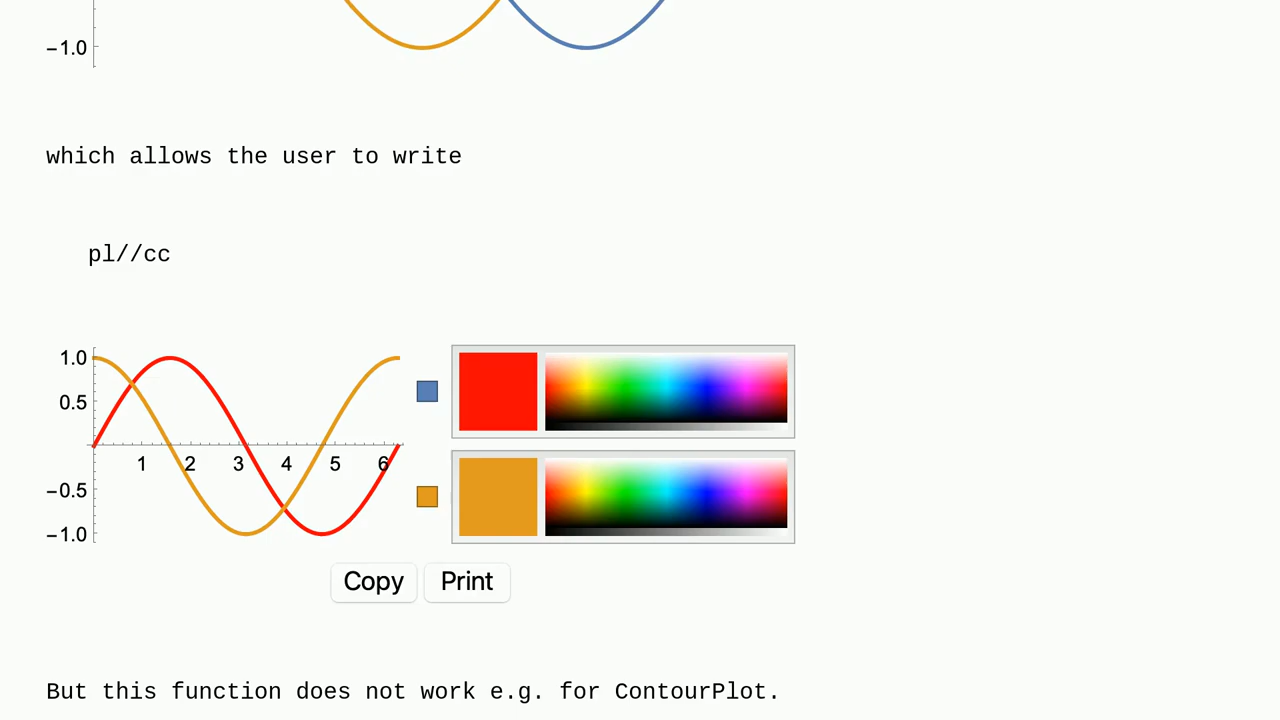 −1.0
which allows the user to write
pl//cc
1.0
0.5
1 2 3 4 5 6
−0.5
−1.0
Copy Print
But this function does not work e.g. for ContourPlot.